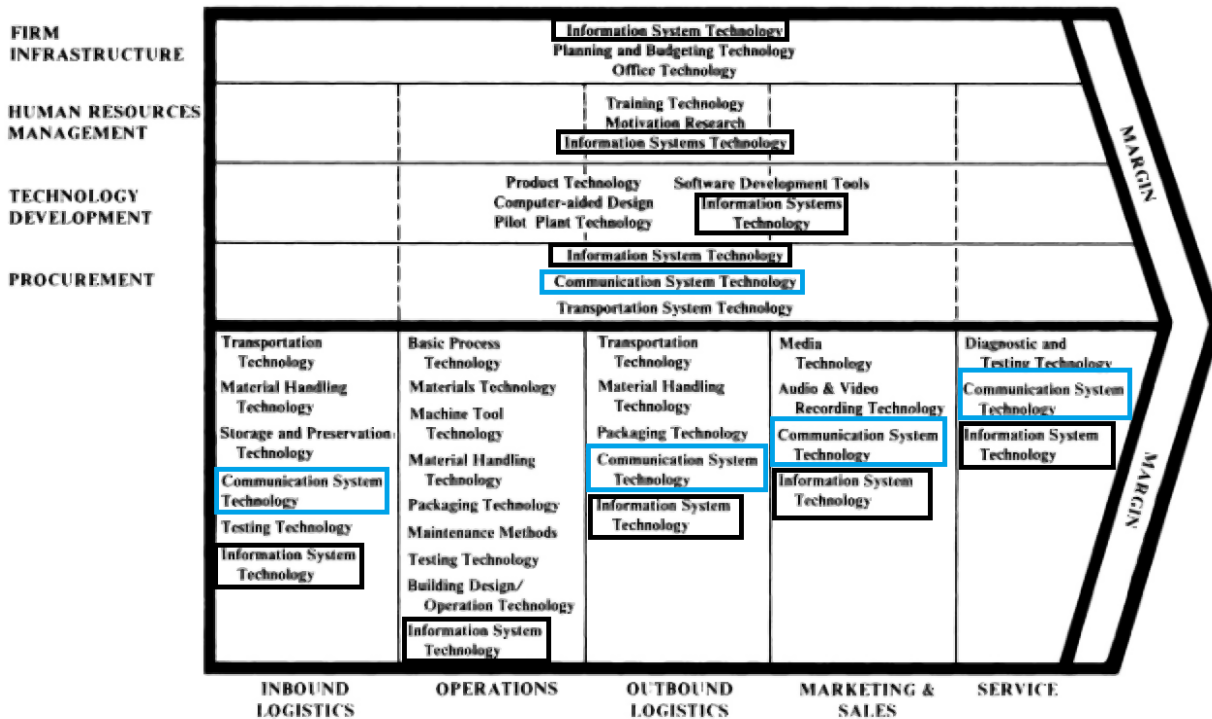 FIRM
INFRASTRUCTURE
Information System Technology
Planning and Budgeting Technology
Office Technology
HUMAN RESOURCES
MANAGEMENT
Training Technology
Motivation Research
Information Systems Technology
TECHNOLOGY
DEVELOPMENT
Product Technology
Computer-aided Design
Pilot Plant Technology
Software Development Tools
Information Systems
Technology
PROCUREMENT
Information System Technology
Communication System Technology
Transportation System Technology
MARGIN
Transportation
Technology
Material Handling
Technology
Storage and Preservation
Technology
Communication System
Technology
Testing Technology
Information System
Technology
Basic Process
Technology
Materials Technology
Machine Tool
Technology
Material Handling
Technology
Packaging Technology
Maintenance Methods
Testing Technology
Building Design/
Operation Technology
Information System
Technology
Transportation
Technology
Material Handling
Technology
Packaging Technology
Communication System
Technology
Information System
Technology
Media
Technology
Audio & Video
Recording Technology
Communication System
Technology
Information System
Technology
Diagnostic and
Testing Technology
Communication System
Technology
Information System
Technology
MARGIN
INBOUND
LOGISTICS
OPERATIONS
OUTBOUND
LOGISTICS
MARKETING &
SALES
SERVICE